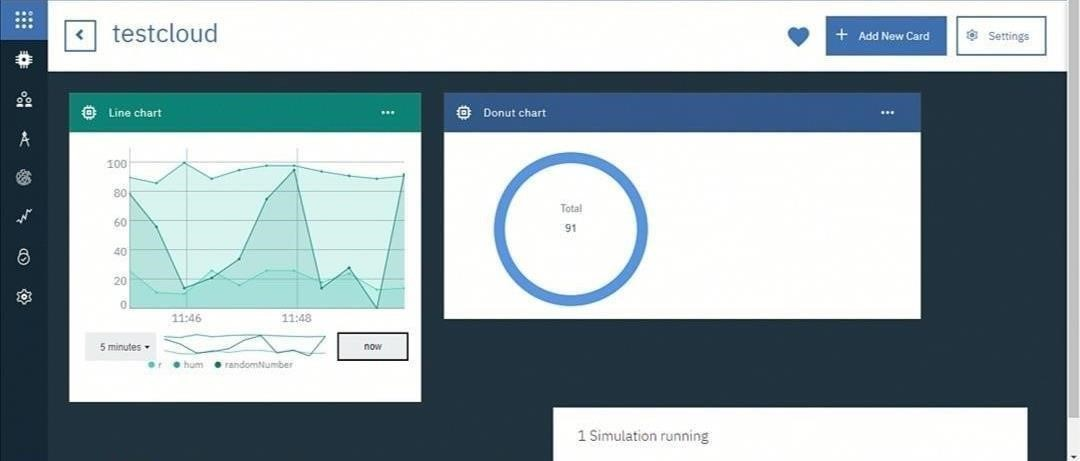 testcloud
Add New Card
Settings
Line chart
Donut chart
100
80
60
40
20
0
11:46
11:48
5 minutes
now
r
hum
randomNumber
Total
91
1 Simulation running